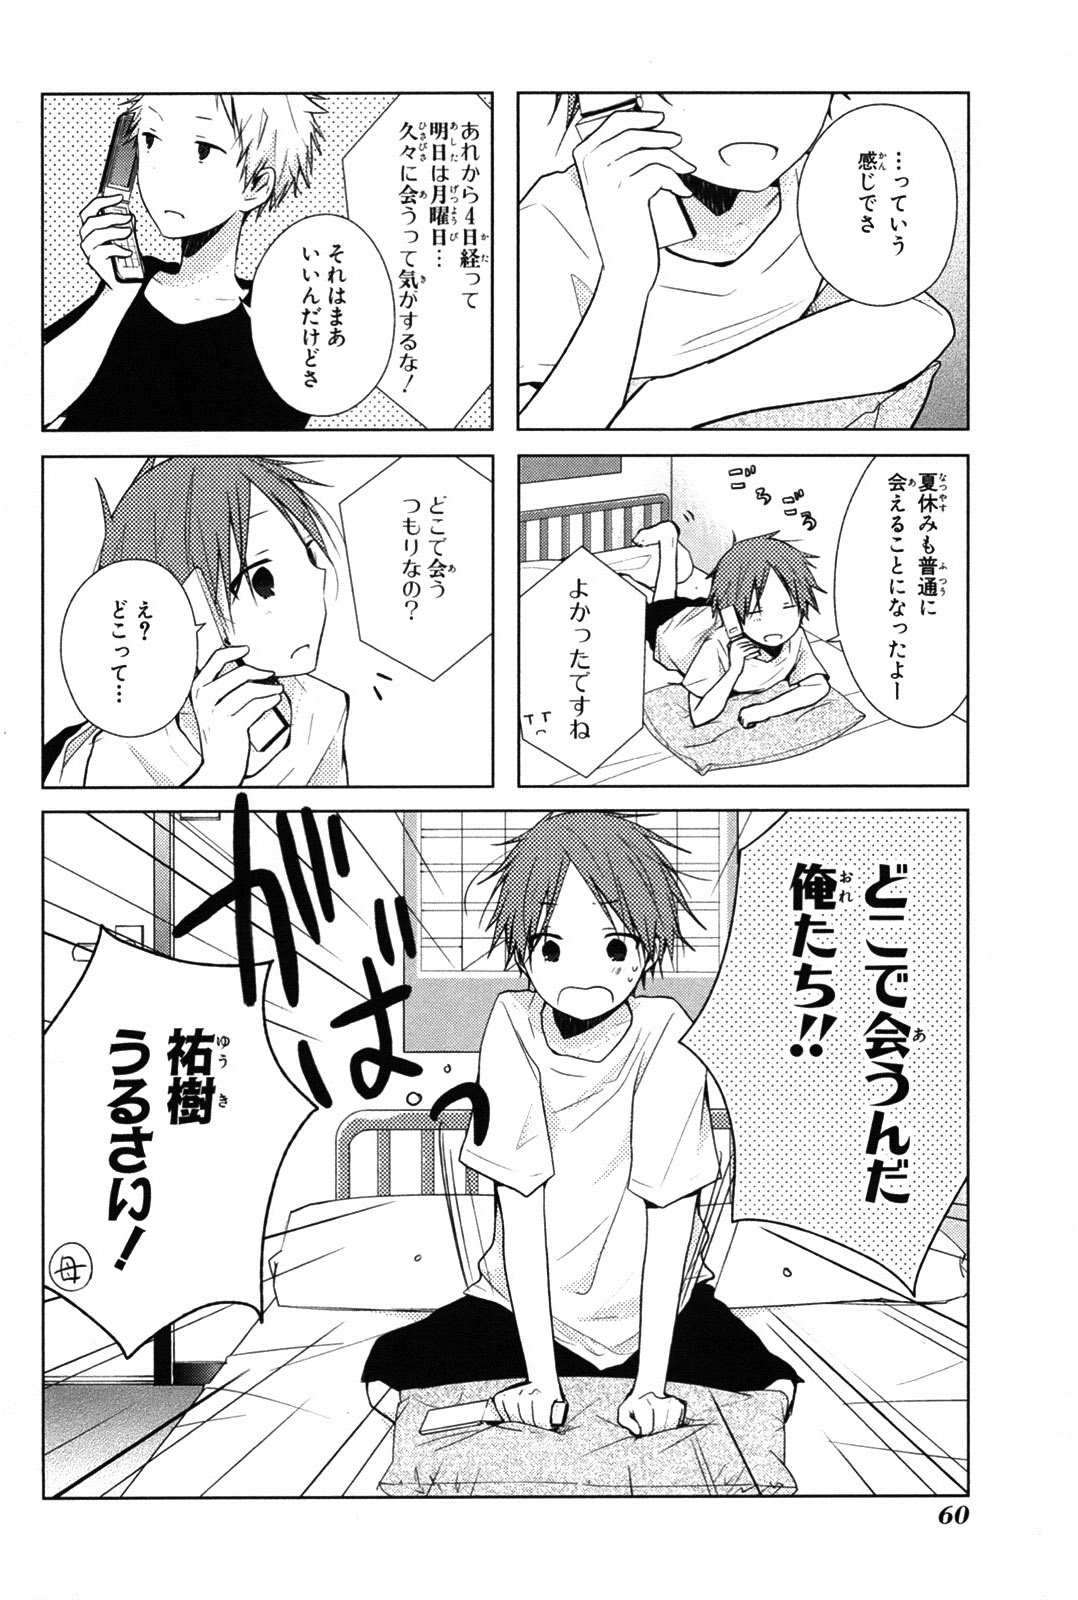 …っていう
感じでさ
あれから4日経って
明日は月曜日…
久々に会うって気がするな!
それはまあ
いいんだけどさ
夏休みも普通に
会えることになったよー
ごろごろ
よかったですね
どこで会う
つもりなの?
え?
どこって…
どこで会うんだ
俺たち!!
がばっ
祐樹
うるさい!
母
60